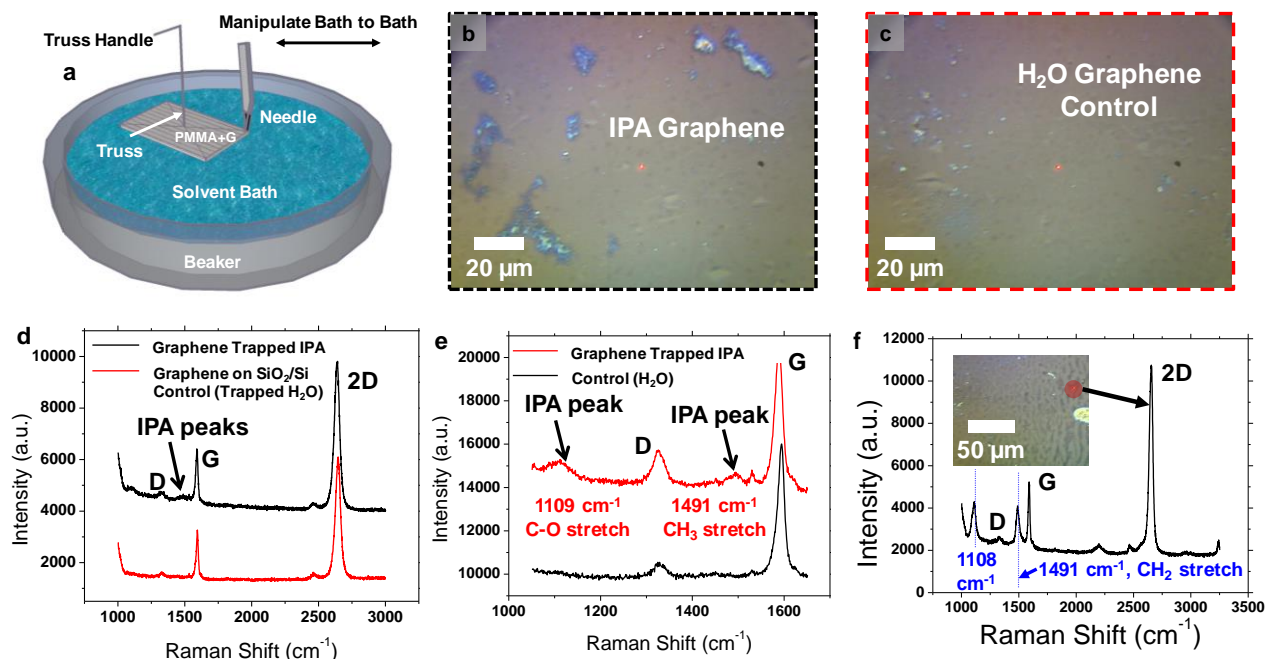 Manipulate Bath to Bath
Truss Handle
a
Needle
PMMA+G
Truss
Solvent Bath
Beaker
b
IPA Graphene
20 µm
c
H₂O Graphene
Control
20 µm
d
10000
8000
6000
4000
2000
Intensity (a.u.)
Graphene Trapped IPA
Graphene on SiO₂/Si
Control (Trapped H₂O)
IPA peaks
D
G
2D
1000 1500 2000 2500 3000
Raman Shift (cm⁻¹)
e
20000
18000
16000
14000
12000
10000
Intensity (a.u.)
Graphene Trapped IPA
Control (H₂O)
G
IPA peak
D
IPA peak
1109 cm⁻¹
C-O stretch
1491 cm⁻¹
CH₃ stretch
1000 1200 1400 1600
Raman Shift (cm⁻¹)
f
12000
10000
8000
6000
4000
2000
0
Intensity (a.u.)
2D
50 µm
G
D
1108
cm⁻¹
1491 cm⁻¹, CH₂ stretch
1000 1500 2000 2500 3000 3500
Raman Shift (cm⁻¹)